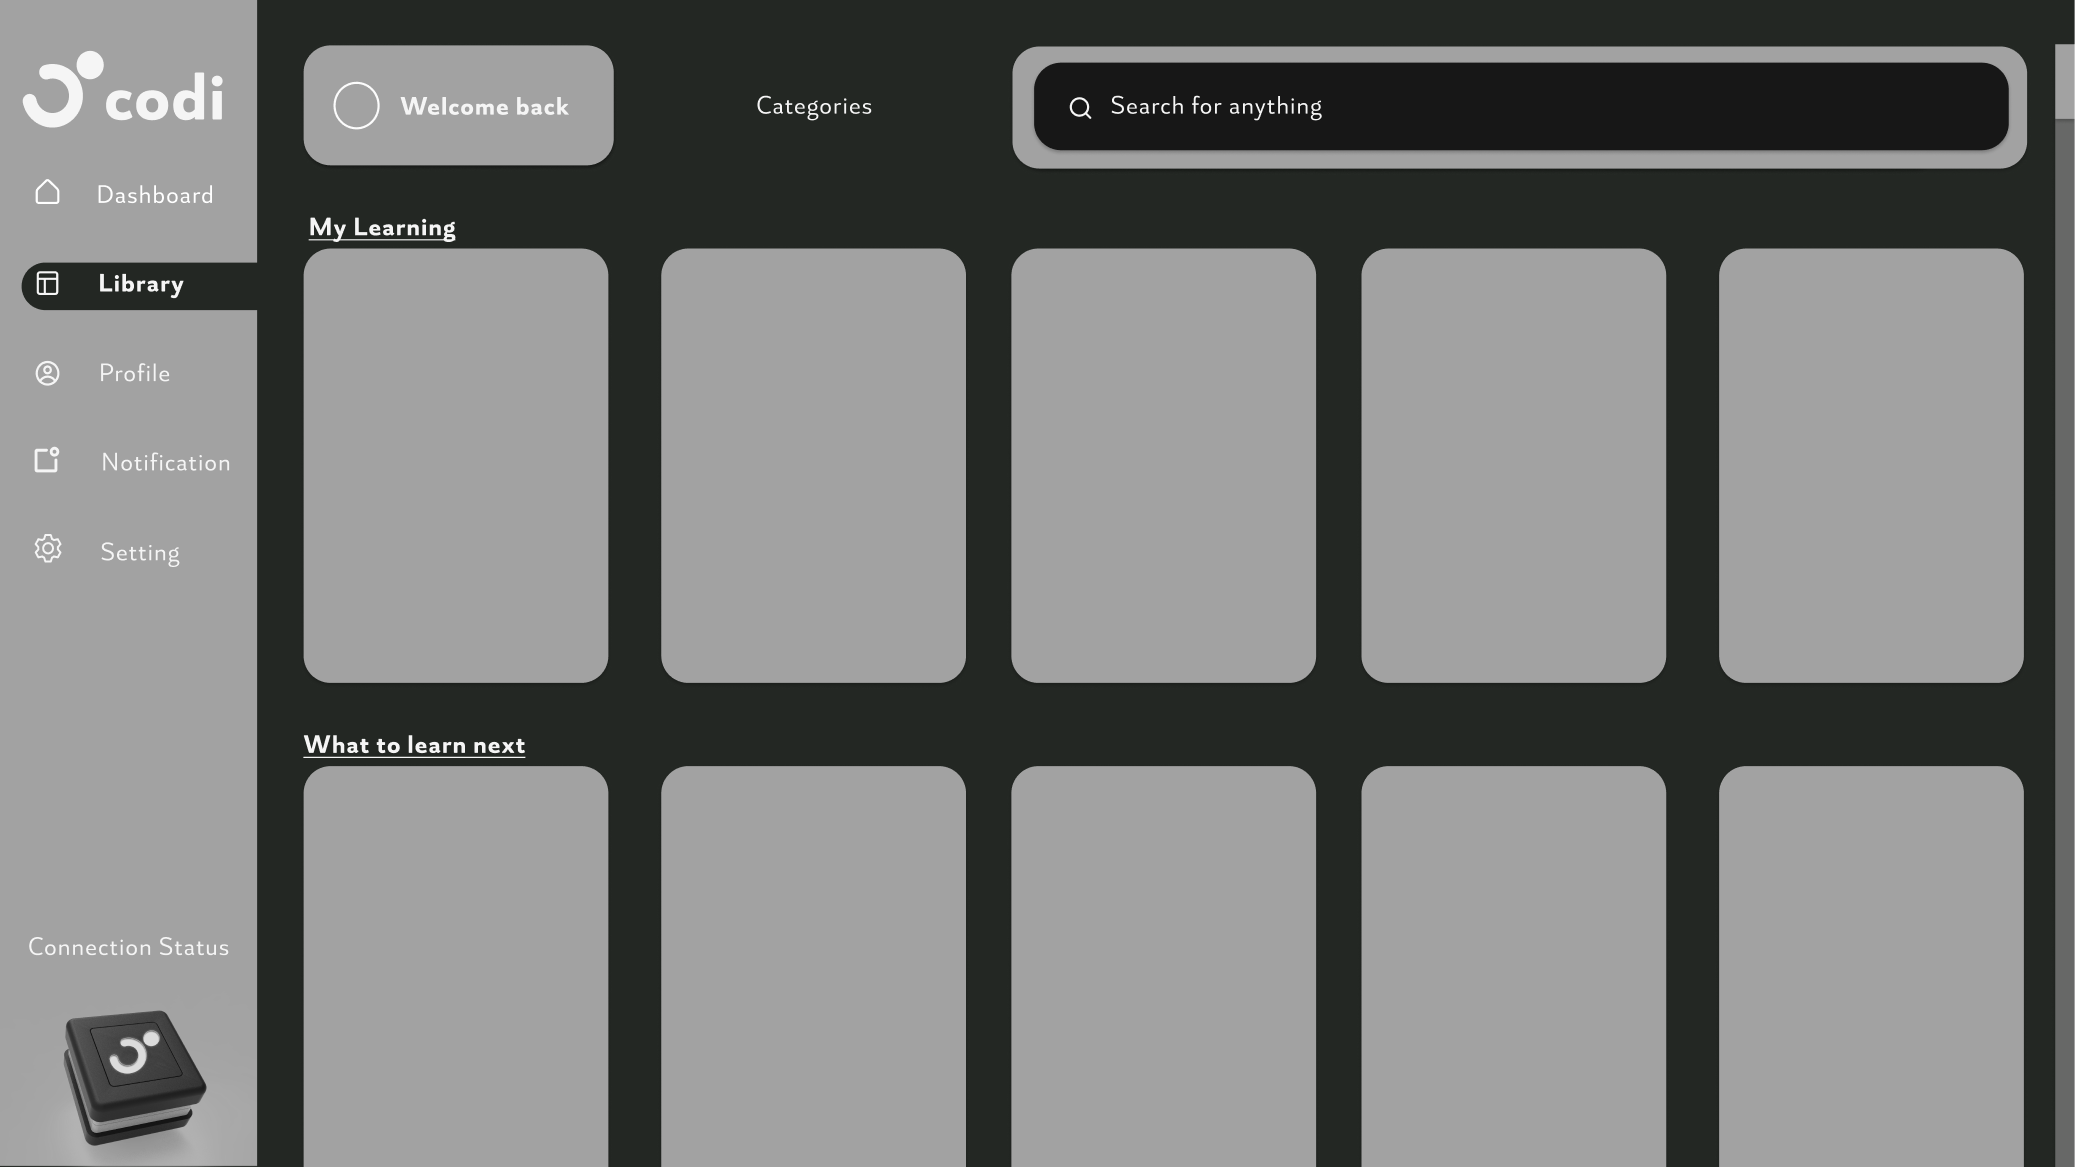 codi
Dashboard
Library
Profile
Notification
Setting
Connection Status
Welcome back
Categories
Search for anything
My Learning
What to learn next